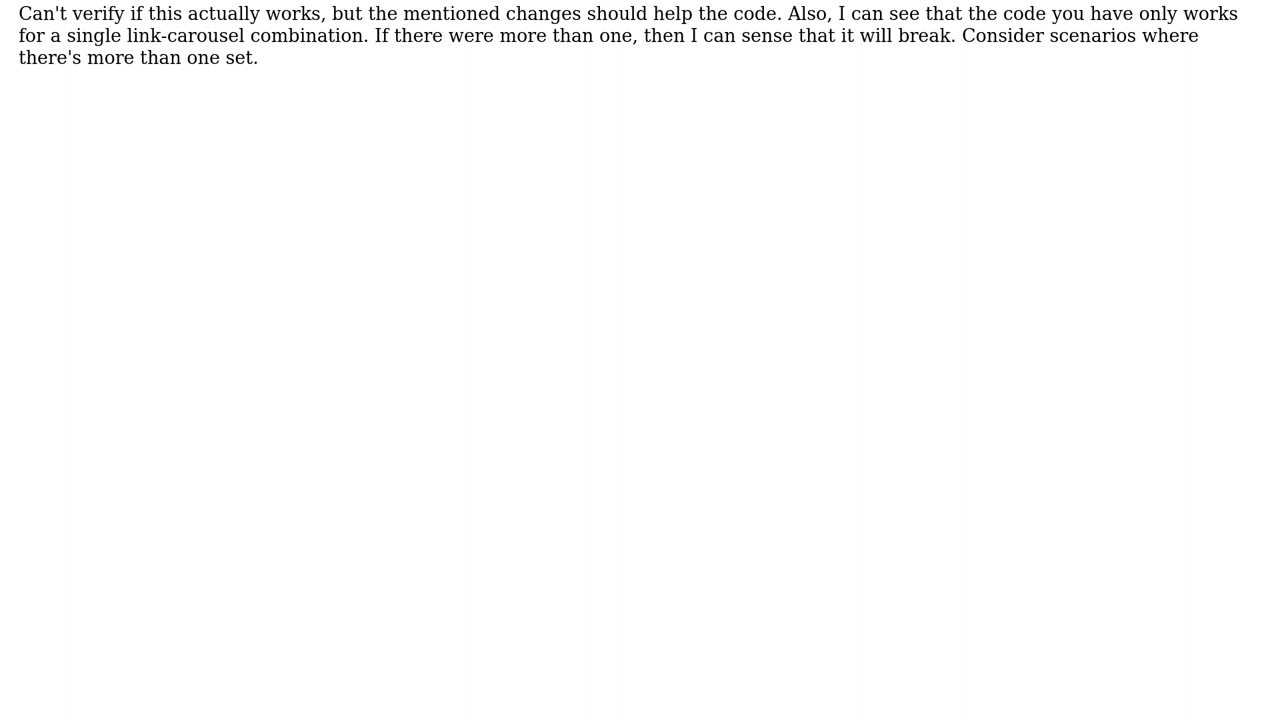 Can't verify if this actually works, but the mentioned changes should help the code. Also, I can see that the code you have only works
for a single link-carousel combination. If there were more than one, then I can sense that it will break. Consider scenarios where
there's more than one set.